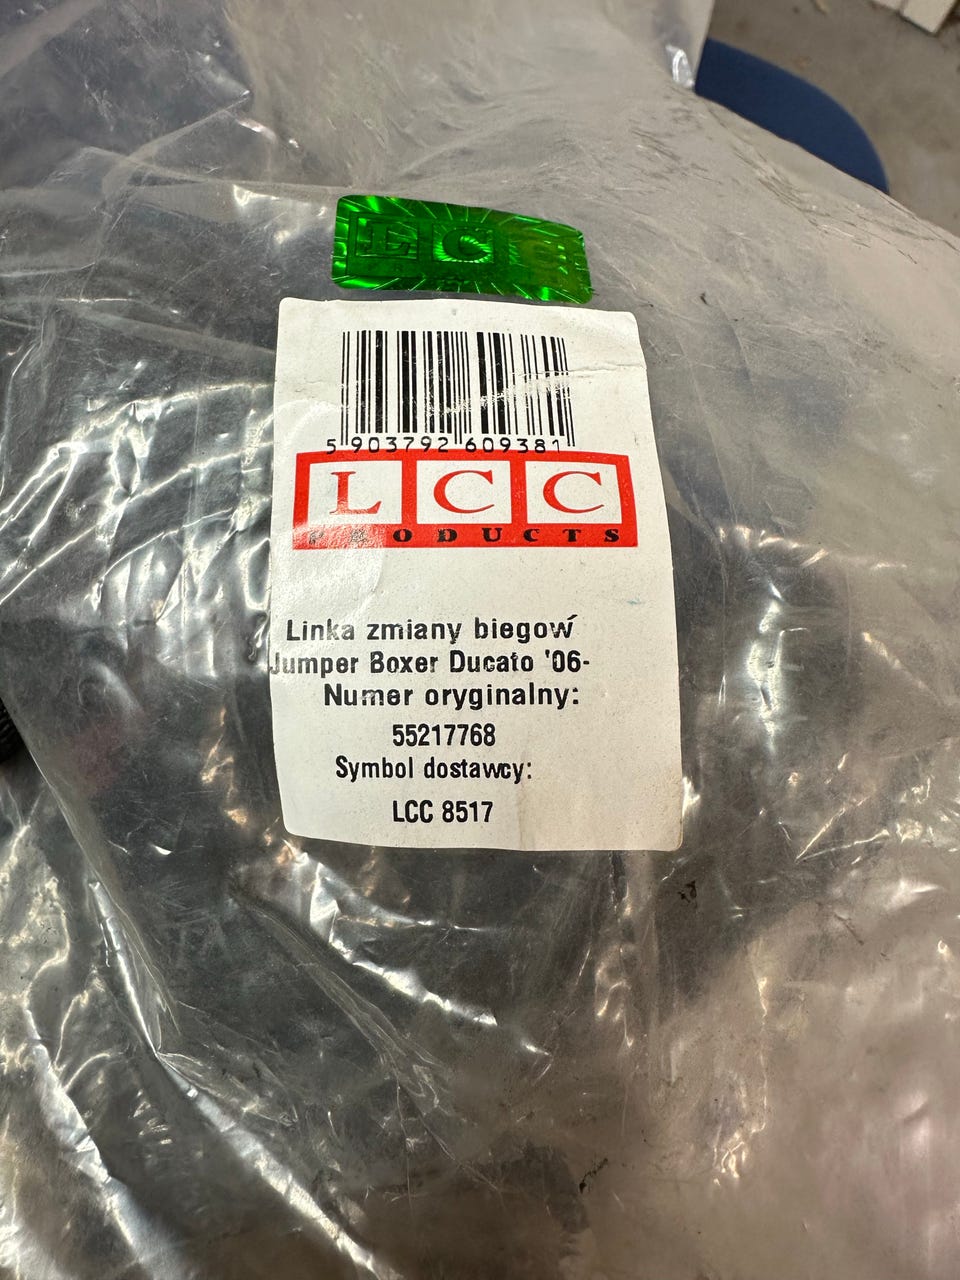 LCC
5 903792 609381
LCC
PRODUCTS
Linka zmiany biegów
Jumper Boxer Ducato '06-
Numer oryginalny:
55217768
Symbol dostawcy:
LCC 8517